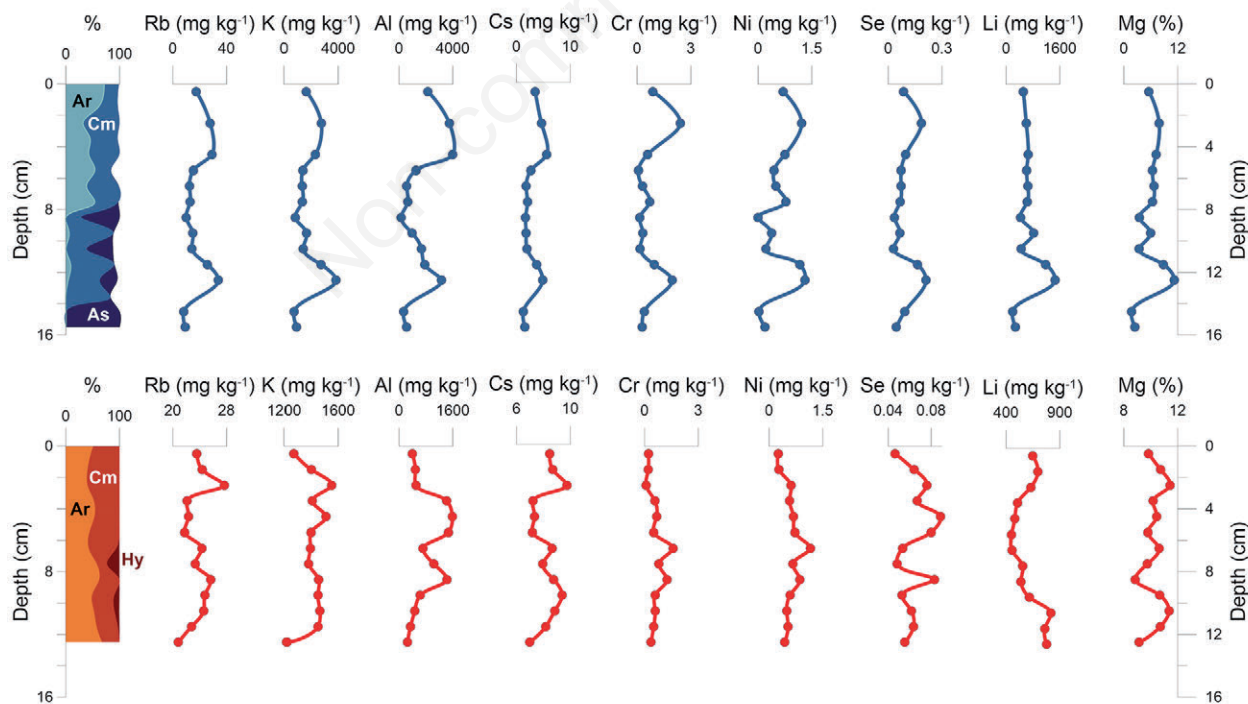 % Rb (mg kg⁻¹) K (mg kg⁻¹) Al (mg kg⁻¹) Cs (mg kg⁻¹) Cr (mg kg⁻¹) Ni (mg kg⁻¹) Se (mg kg⁻¹) Li (mg kg⁻¹) Mg (%)
0 100 0 40 0 4000 0 4000 0 10 0 3 0 1.5 0 0.3 0 1600 0 12
0 0
Ar
Cm
4 4
Depth (cm) Depth (cm)
8 8
12 12
As
16 16
Non comm
% Rb (mg kg⁻¹) K (mg kg⁻¹) Al (mg kg⁻¹) Cs (mg kg⁻¹) Cr (mg kg⁻¹) Ni (mg kg⁻¹) Se (mg kg⁻¹) Li (mg kg⁻¹) Mg (%)
0 100 20 28 1200 1600 0 1600 6 10 0 3 0 1.5 0.04 0.08 400 900 8 12
0 0
Cm
Ar
4 4
Hy
Depth (cm) Depth (cm)
8 8
12 12
16 16